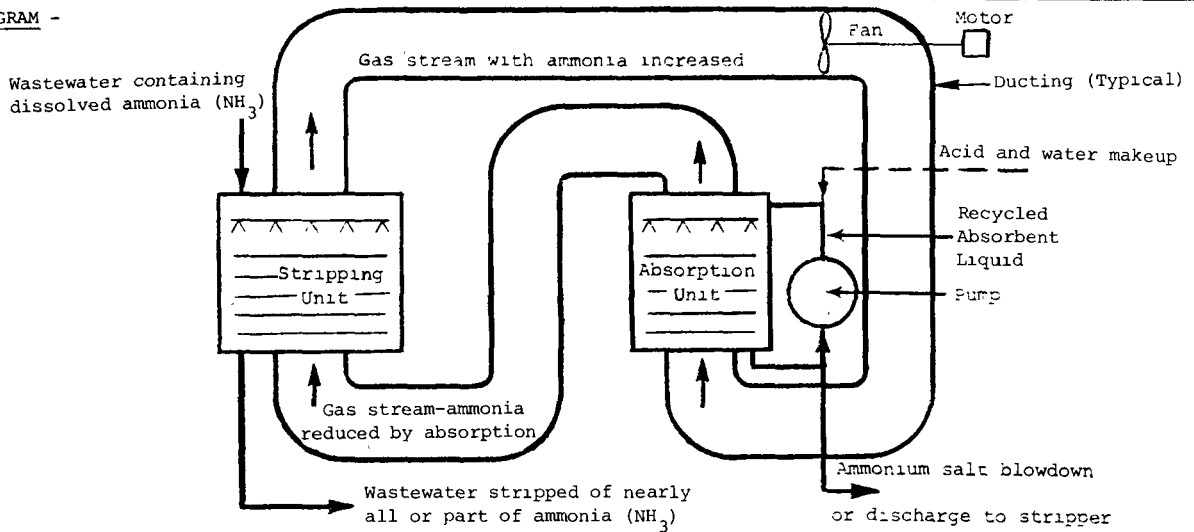 GRAM -
Motor
Fan
Gas stream with ammonia increased
Wastewater containing
dissolved ammonia (NH3)
Ducting (Typical)
Acid and water makeup
Recycled
Absorbent
Liquid
Stripping
Unit
Absorption
Unit
Pump
Gas stream-ammonia
reduced by absorption
Ammonium salt blowdown
Wastewater stripped of nearly
all or part of ammonia (NH3)
or discharge to stripper